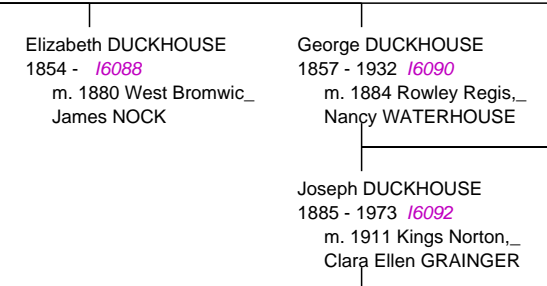 Elizabeth DUCKHOUSE
1854 - I6088
m. 1880 West Bromwic_
James NOCK
George DUCKHOUSE
1857 - 1932 I6090
m. 1884 Rowley Regis,_
Nancy WATERHOUSE
Joseph DUCKHOUSE
1885 - 1973 I6092
m. 1911 Kings Norton,_
Clara Ellen GRAINGER